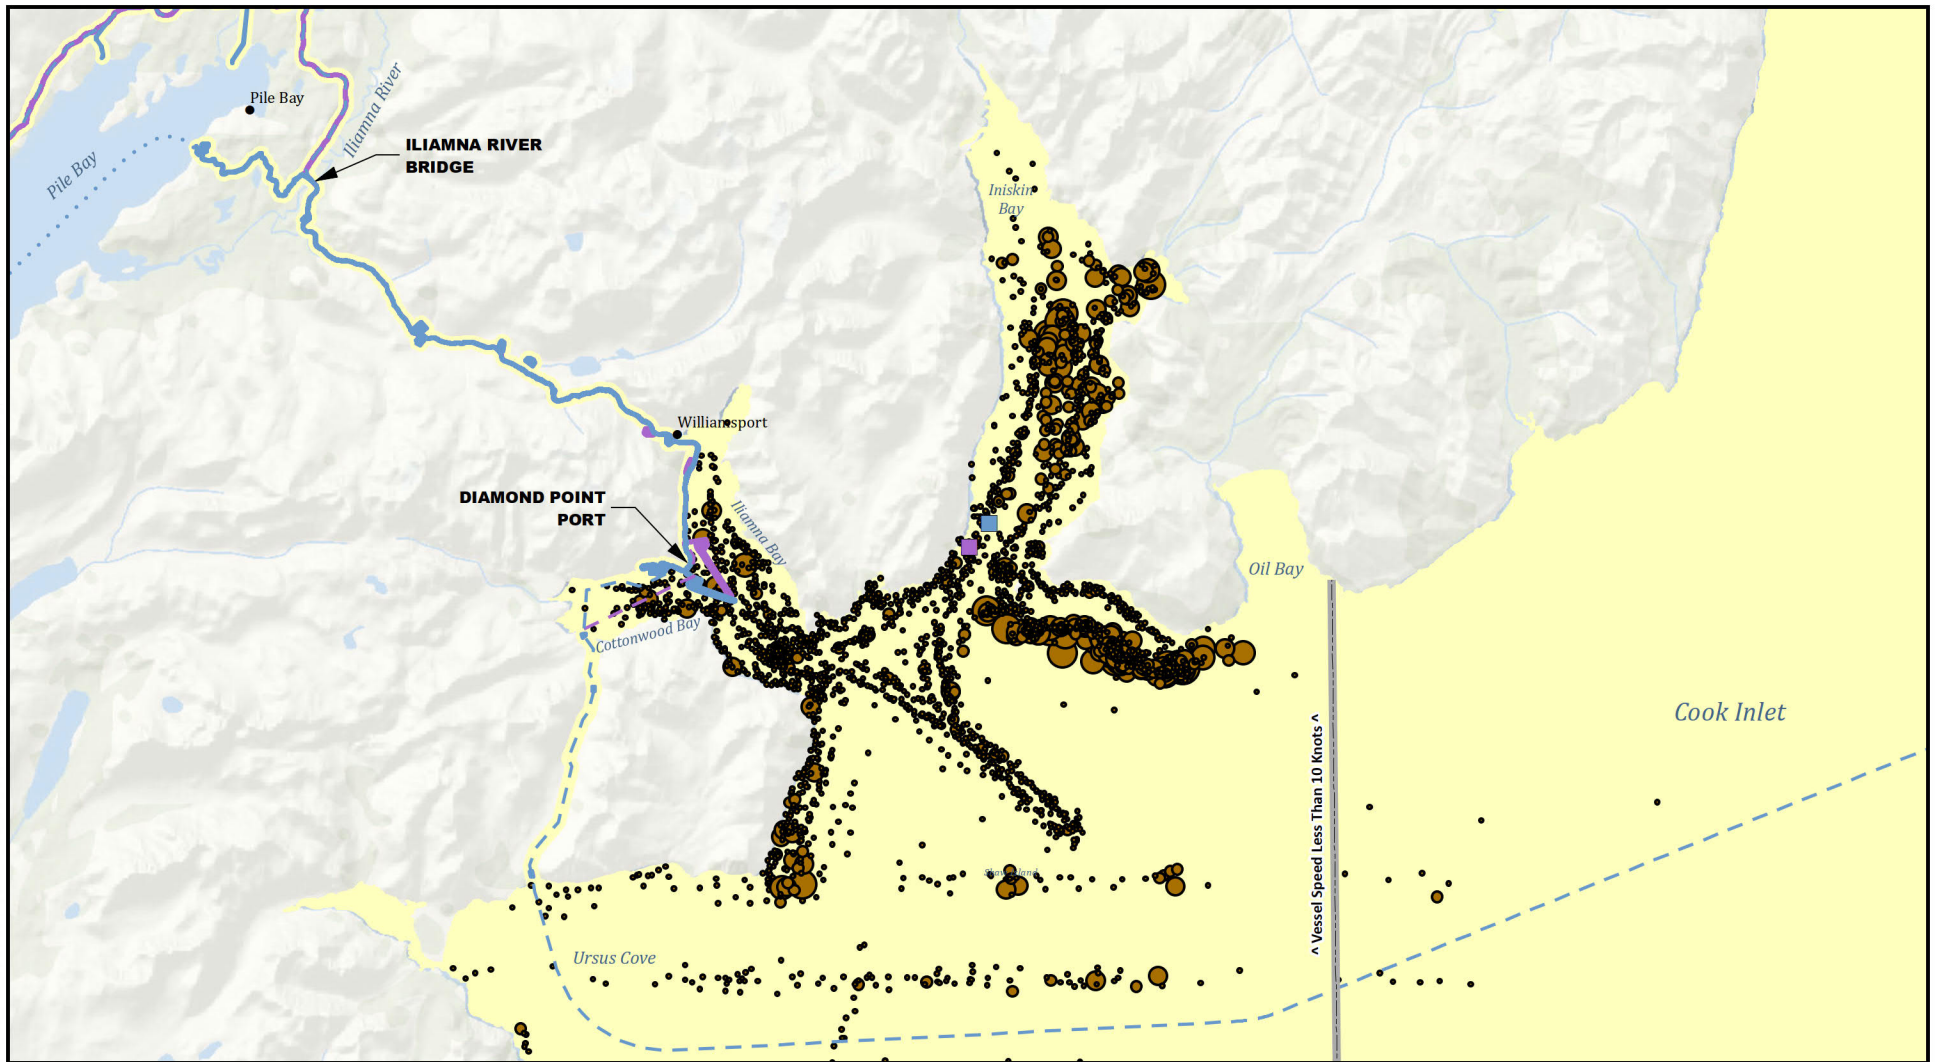 Pile Bay
Iliamna River
ILIAMNA RIVER
BRIDGE
Pile Bay
Iniskin
Bay
Williamsport
DIAMOND POINT
PORT
Iliamna Bay
Oil Bay
Cottonwood Bay
Cook Inlet
^ Vessel Speed Less Than 10 Knots ^
Island
Ursus Cove